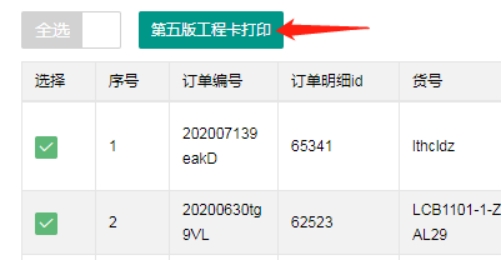 全选
第五版工程卡打印
选择 序号 订单编号 订单明细id 货号
1 202007139eakD 65341 lthcldz
2 20200630tg9VL 62523 LCB1101-1-ZAL29